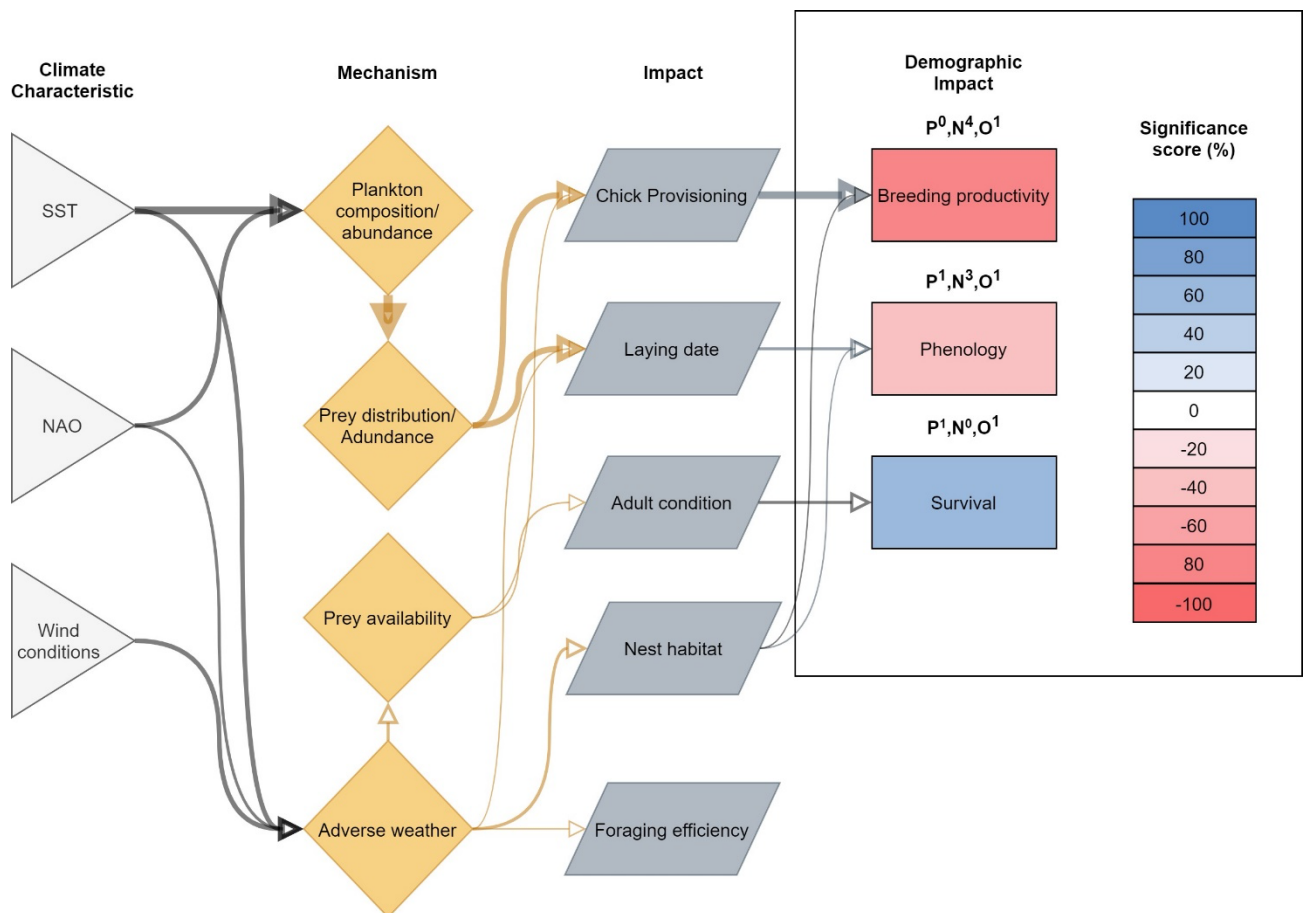 Climate
Characteristic
Mechanism
Impact
Demographic
Impact
Significance
score (%)
SST
NAO
Wind
conditions
Plankton
composition/
abundance
Prey distribution/
Adundance
Prey availability
Adverse weather
Chick Provisioning
Laying date
Adult condition
Nest habitat
Foraging efficiency
P⁰,N⁴,O¹
Breeding productivity
P¹,N³,O¹
Phenology
P¹,N⁰,O¹
Survival
100
80
60
40
20
0
-20
-40
-60
80
-100